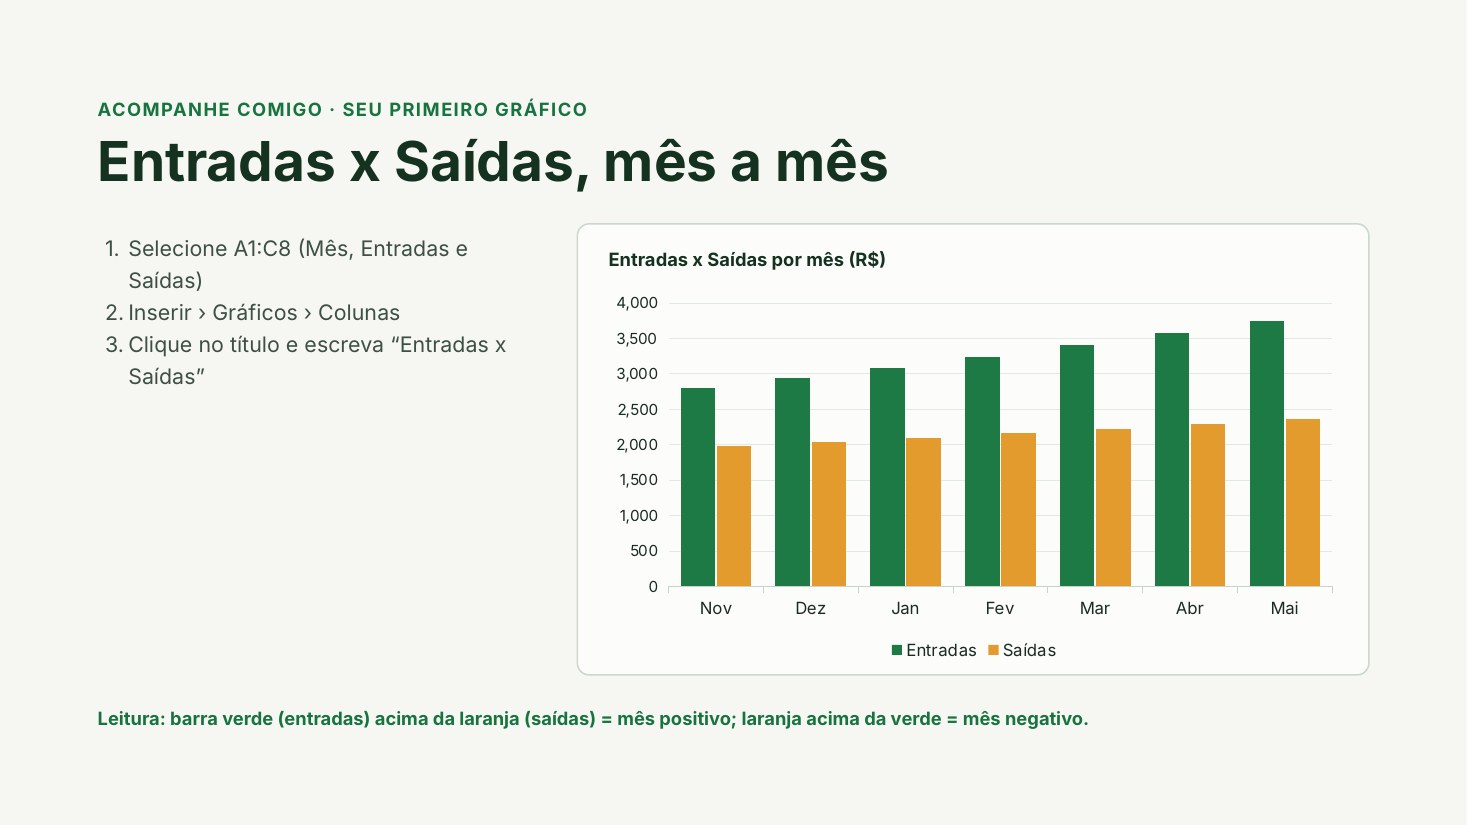 ACOMPANHE COMIGO · SEU PRIMEIRO GRÁFICO
Entradas x Saídas, mês a mês
1. Selecione A1:C8 (Mês, Entradas e
Saídas)
2. Inserir › Gráficos › Colunas
3. Clique no título e escreva “Entradas x
Saídas”
Entradas x Saídas por mês (R$)
4,000
3,500
3,000
2,500
2,000
1,500
1,000
500
0
Nov Dez Jan Fev Mar Abr Mai
Entradas Saídas
Leitura: barra verde (entradas) acima da laranja (saídas) = mês positivo; laranja acima da verde = mês negativo.